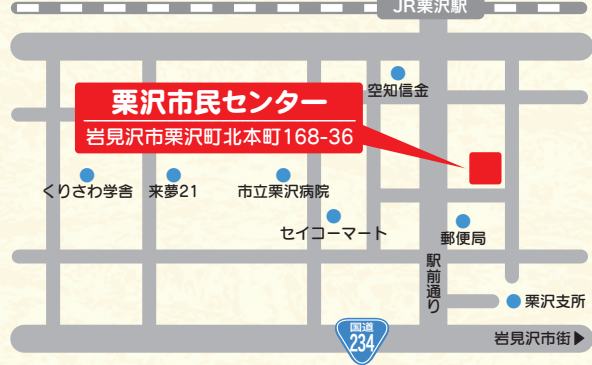 JR栗沢駅
空知信金
栗沢市民センター
岩見沢市栗沢町北本町168-36
くりさわ学舎
来夢21
市立栗沢病院
セイコーマート
郵便局
駅前通り
栗沢支所
国道
234
岩見沢市街▶